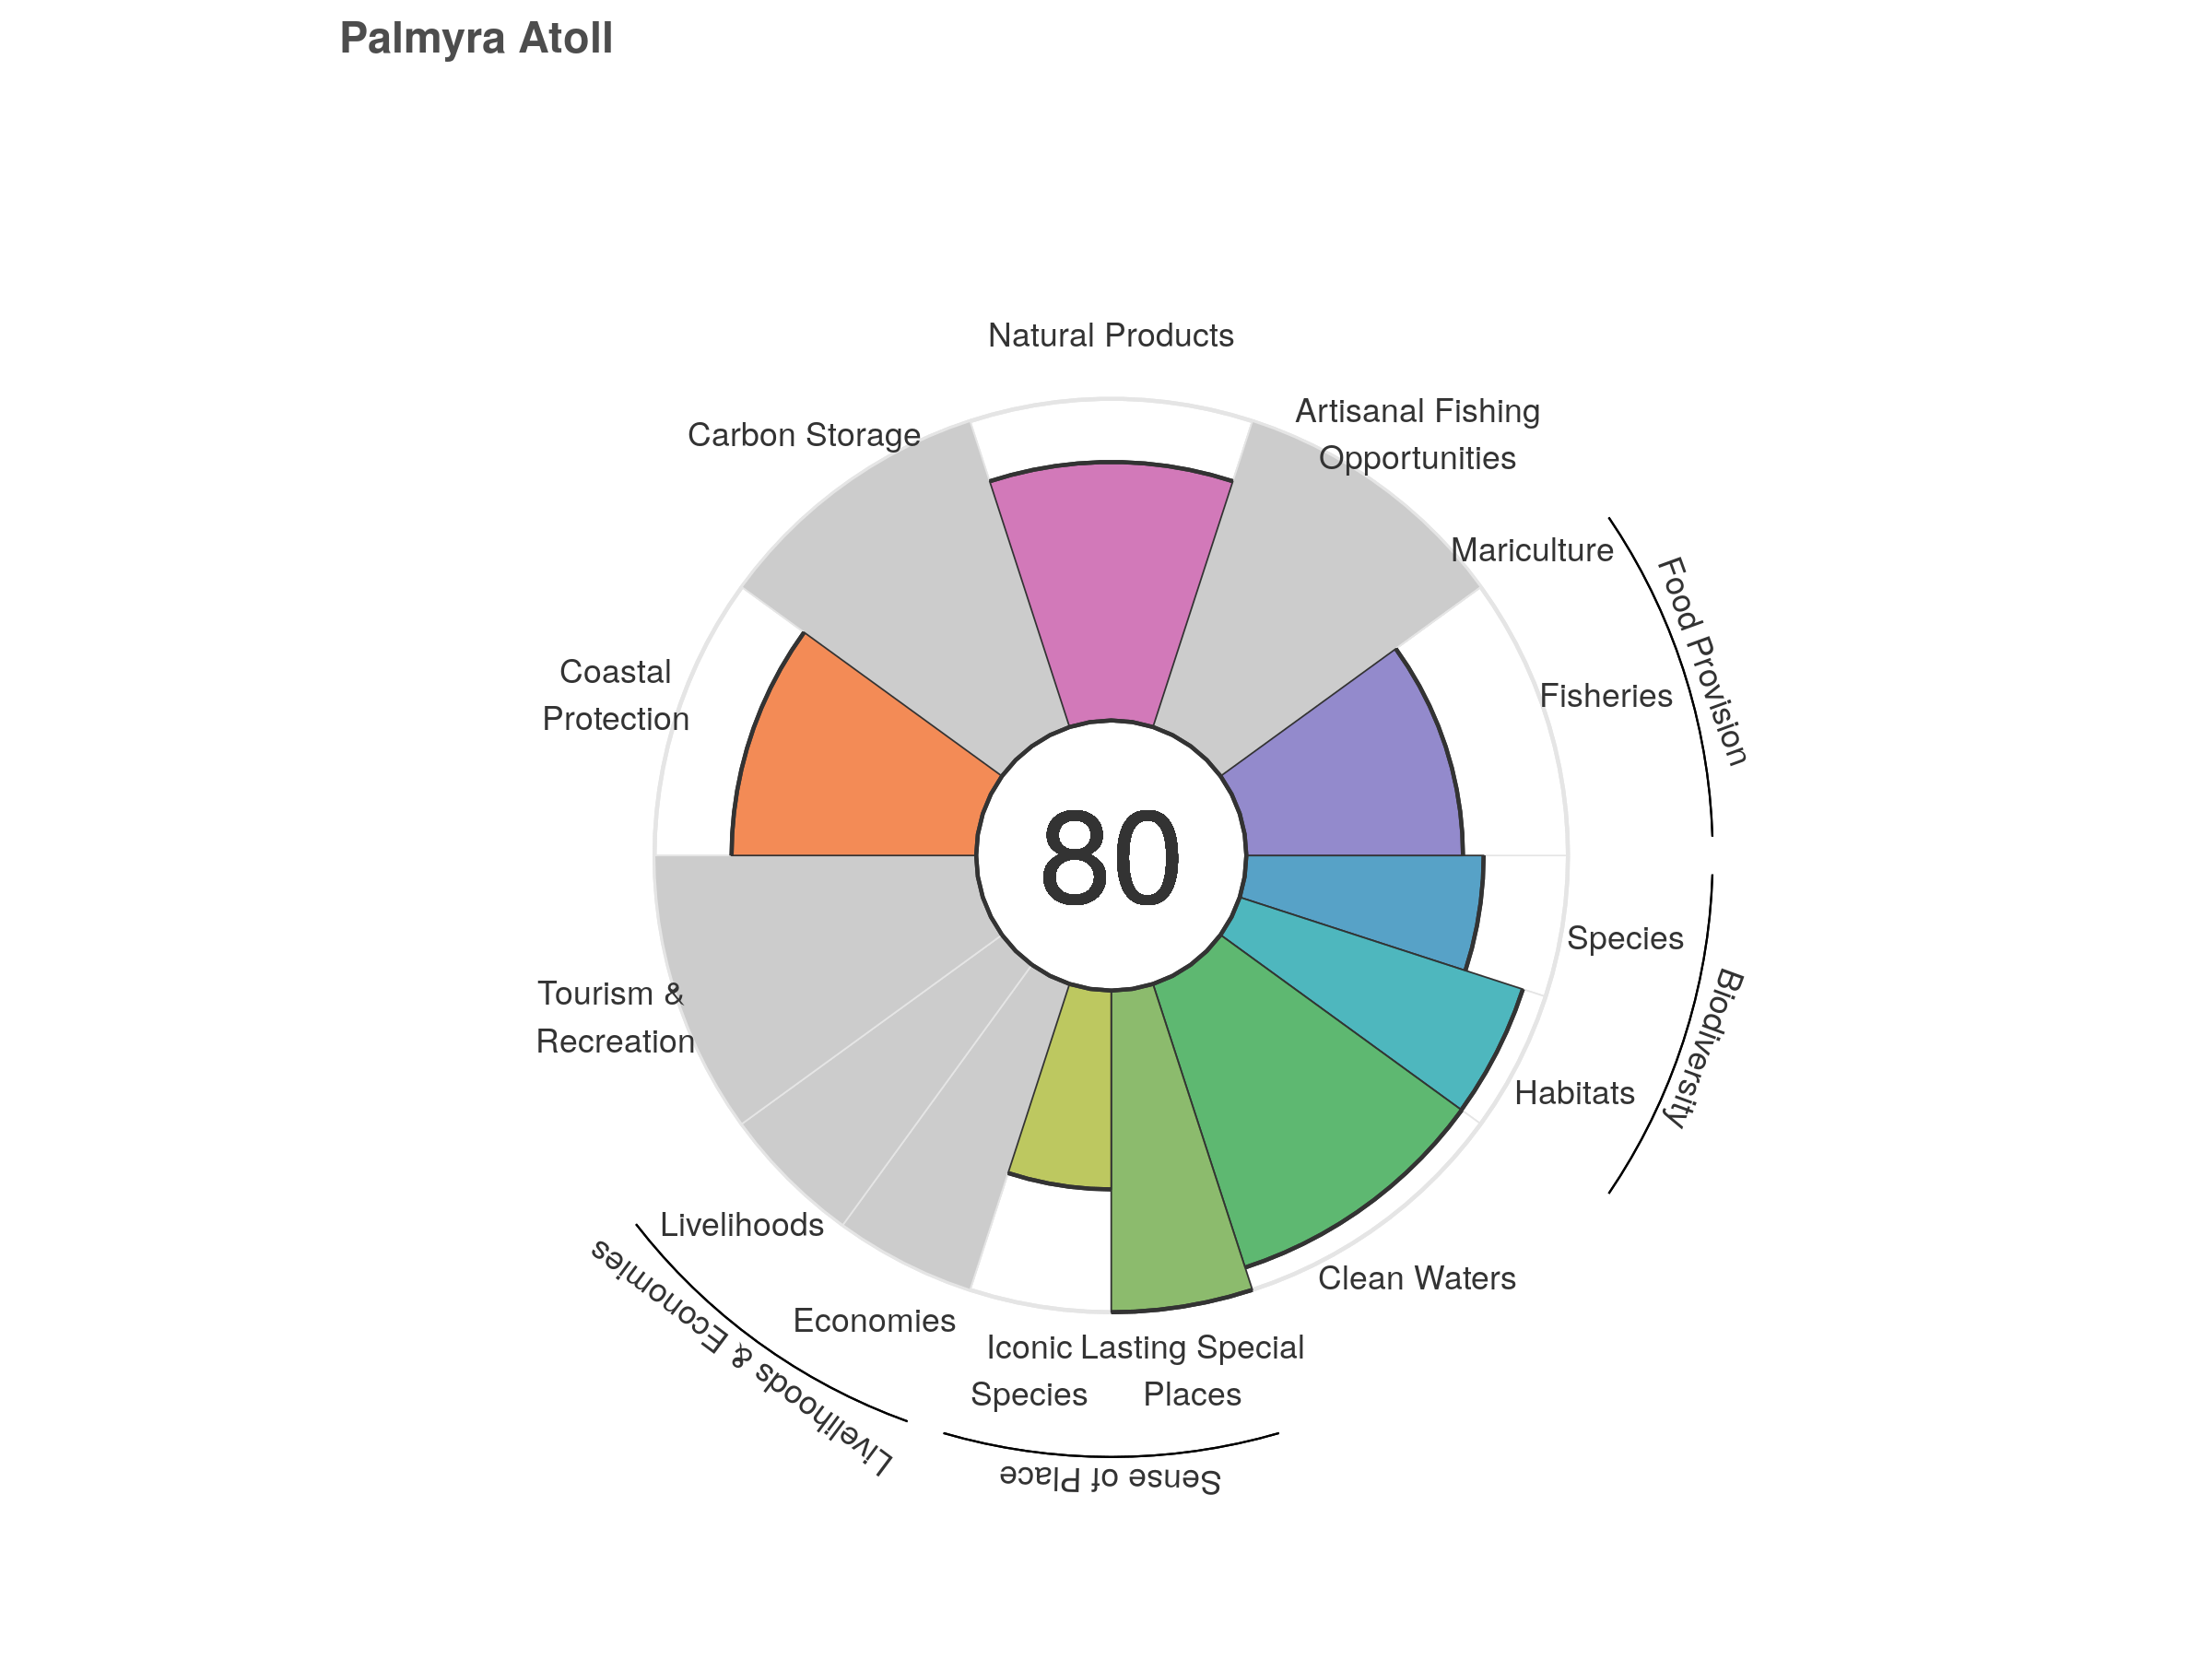 Palmyra Atoll
Natural Products
Artisanal Fishing
Opportunities
Carbon Storage
Mariculture
Food Provision
Fisheries
Coastal
Protection
80
Species
Biodiversity
Habitats
Tourism &
Recreation
Clean Waters
Livelihoods
Economies
Livelihoods & Economies
Iconic
Species
Lasting Special
Places
Sense of Place